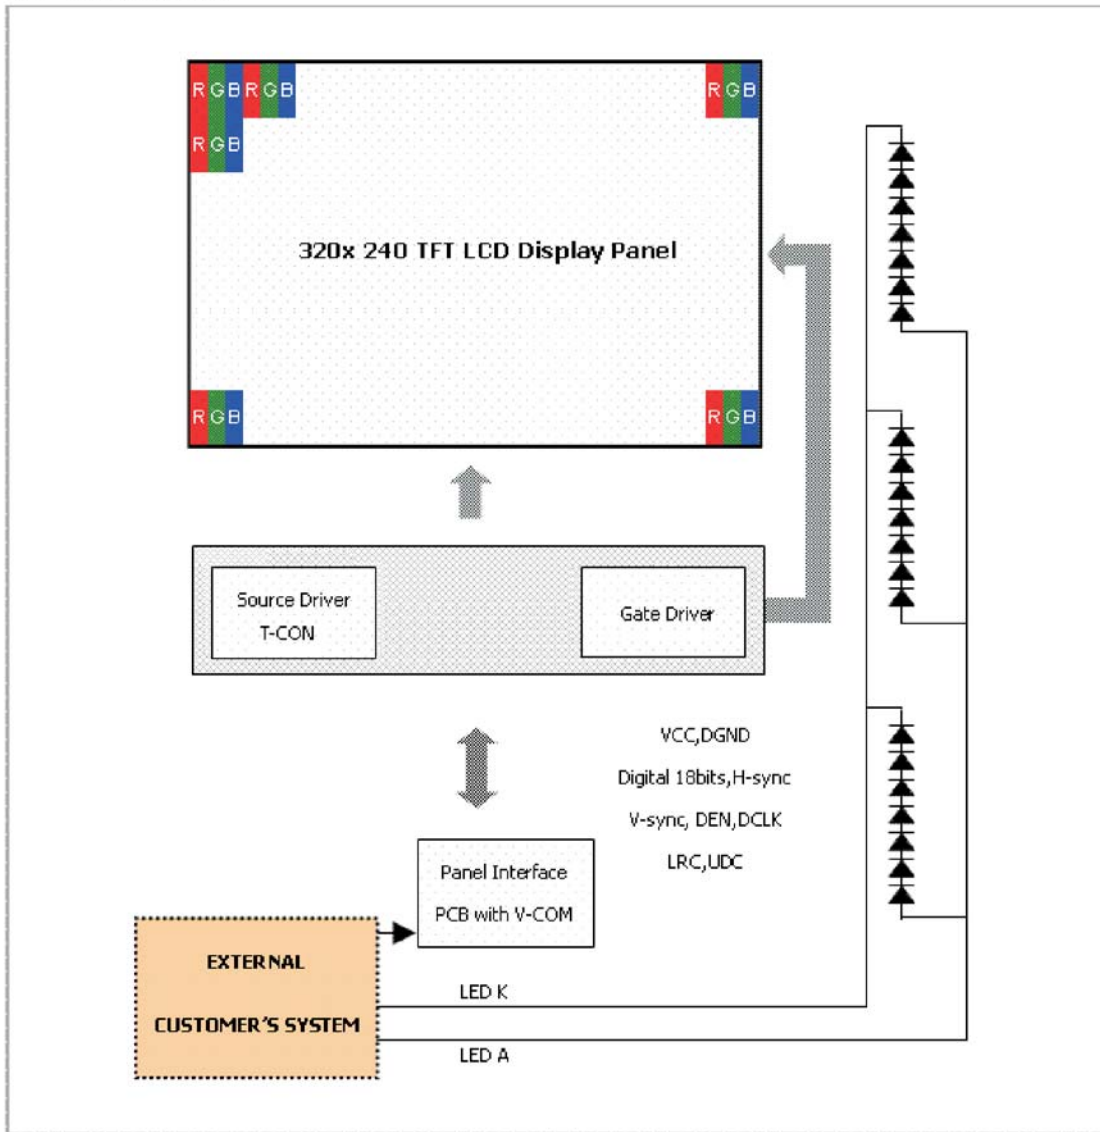 RGBRGB
RGB
RGB
320x 240 TFT LCD Display Panel
RGB
RGB
Source Driver
T-CON
Gate Driver
VCC,DGND
Digital 18bits,H-sync
V-sync, DEN,DCLK
LRC,UDC
Panel Interface
PCB with V-COM
EXTERNAL
CUSTOMER'S SYSTEM
LED K
LED A